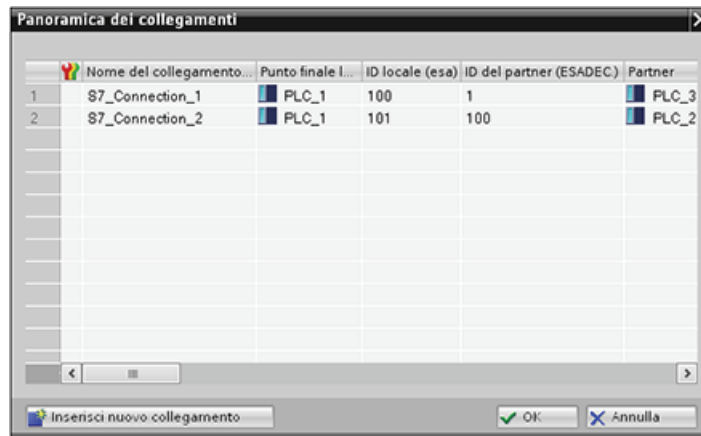 Panoramica dei collegamenti
Nome del collegamento... Punto finale l... ID locale (esa) ID del partner (ESADEC.) Partner
1 S7_Connection_1 PLC_1 100 1 PLC_3
2 S7_Connection_2 PLC_1 101 100 PLC_2
Inserisci nuovo collegamento OK Annulla